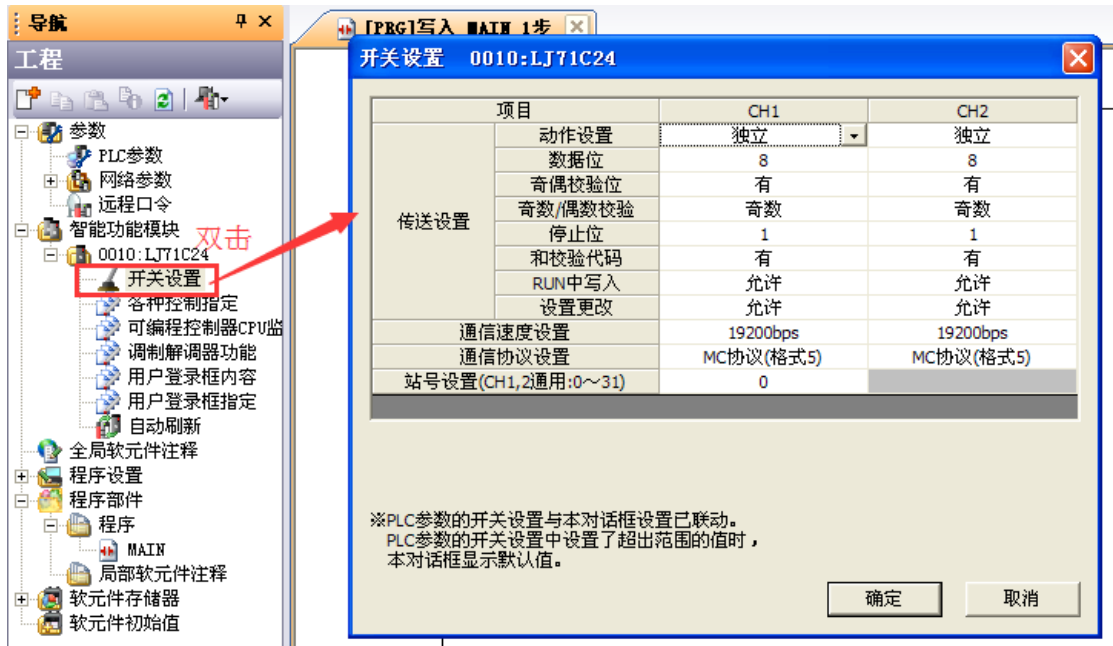 导航
工程
参数
PLC参数
网络参数
远程口令
智能功能模块
双击
0010:LJ71C24
开关设置
各种控制指定
可编程控制器CPU监
调制解调器功能
用户登录框内容
用户登录框指定
自动刷新
全局软元件注释
程序设置
程序部件
程序
MAIN
局部软元件注释
软元件存储器
软元件初始值
[PRG]写入 MAIN 1步
开关设置 0010:LJ71C24
项目 CH1 CH2
传送设置
动作设置 独立 独立
数据位 8 8
奇偶校验位 有 有
奇数/偶数校验 奇数 奇数
停止位 1 1
和校验代码 有 有
RUN中写入 允许 允许
设置更改 允许 允许
通信速度设置 19200bps 19200bps
通信协议设置 MC协议(格式5) MC协议(格式5)
站号设置(CH1,2通用:0～31) 0
※PLC参数的开关设置与本对话框设置已联动。
PLC参数的开关设置中设置了超出范围的值时，
本对话框显示默认值。
确定 取消